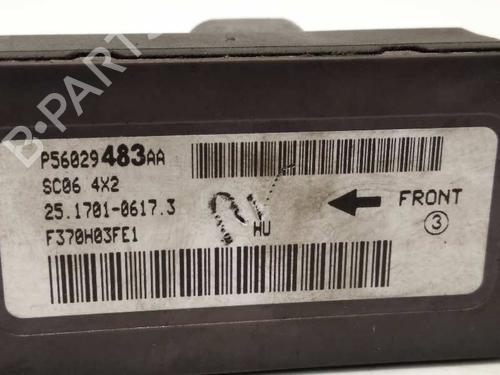 P56029483AA
SC06 4X2
25.1701-0617.3
F370H03FE1
HU
FRONT
3
B-PARTS